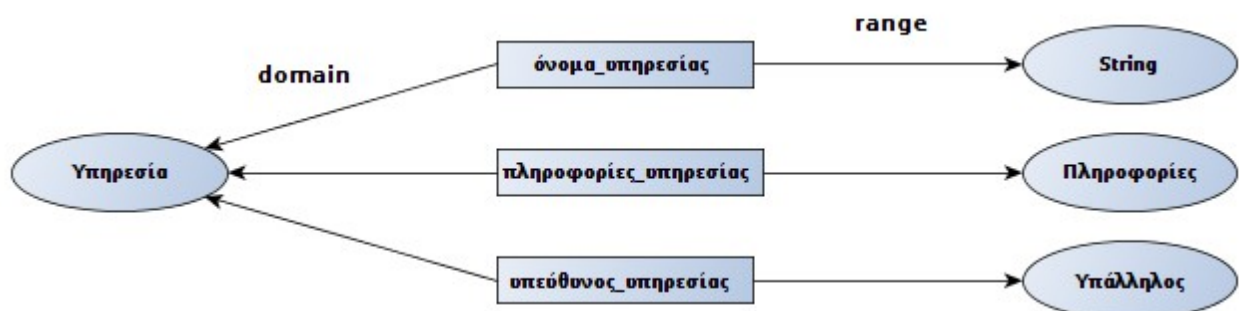 range
domain
όνομα_υπηρεσίας
String
Υπηρεσία
πληροφορίες_υπηρεσίας
Πληροφορίες
υπεύθυνος_υπηρεσίας
Υπάλληλος